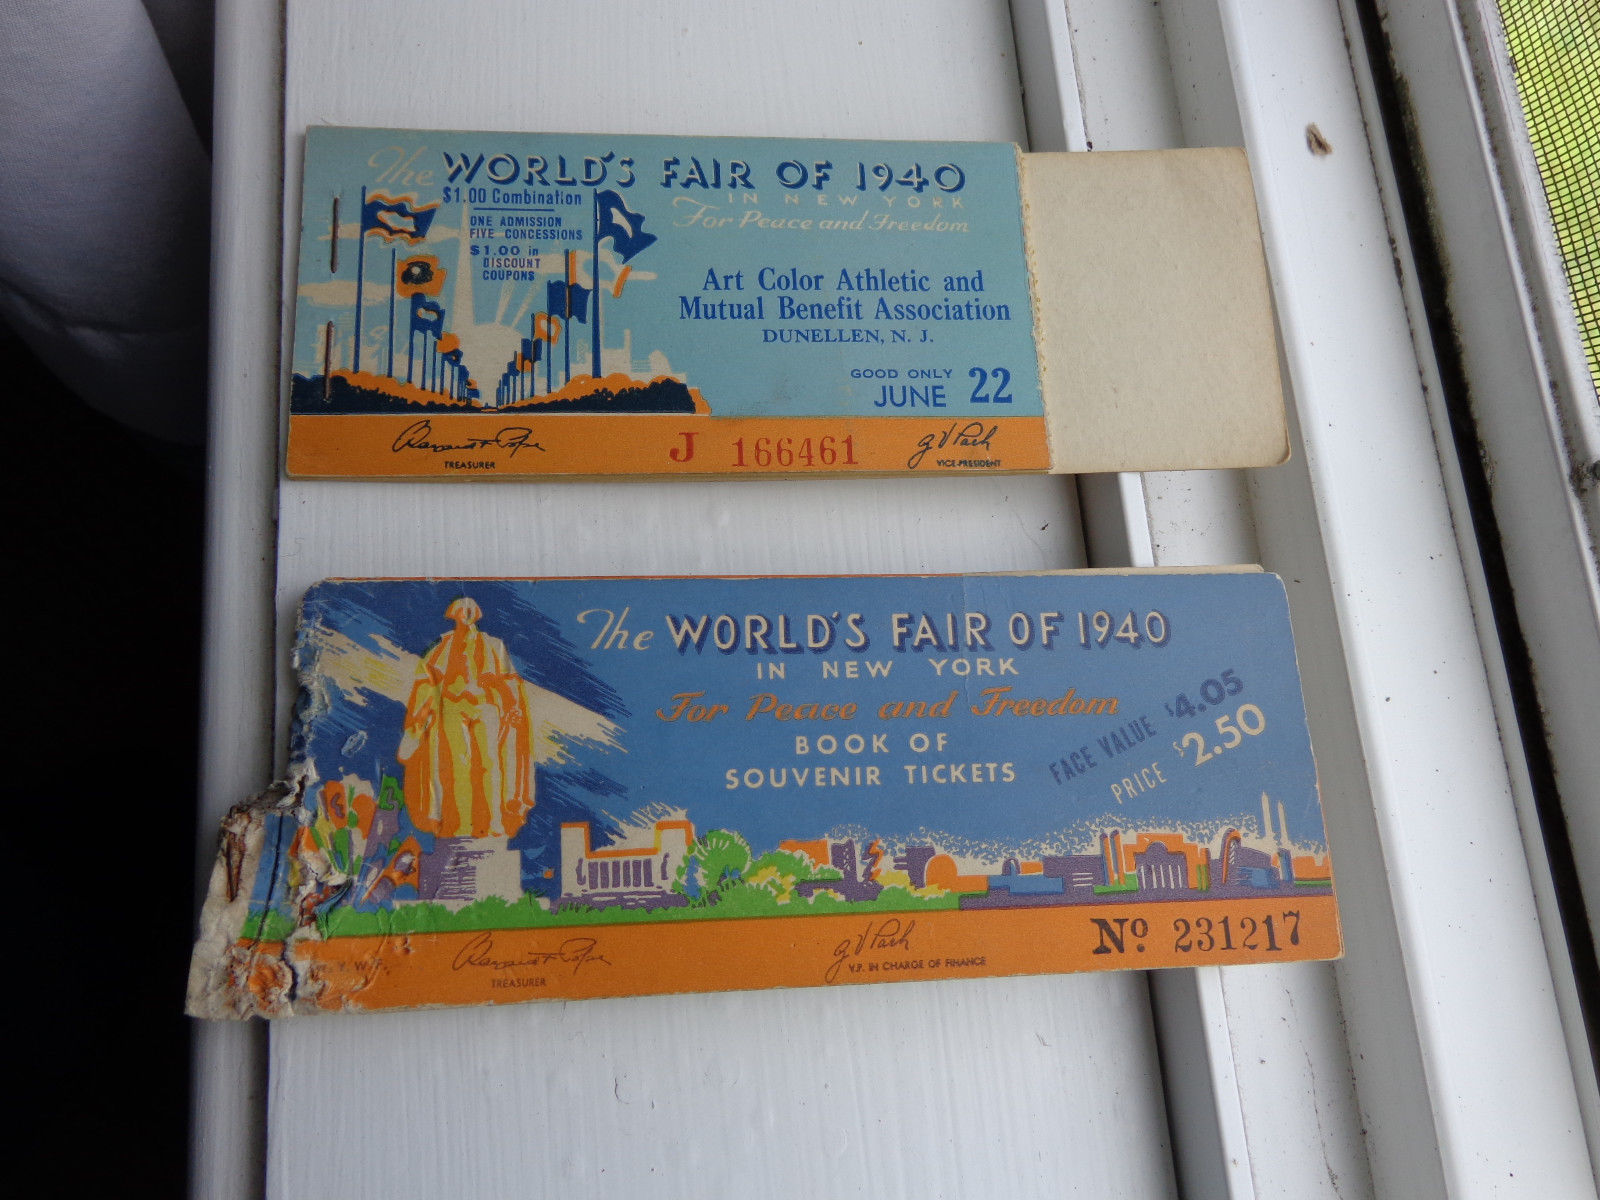 The WORLD'S FAIR OF 1940
IN NEW YORK
For Peace and Freedom
$1.00 Combination
ONE ADMISSION
FIVE CONCESSIONS
$1.00 in
DISCOUNT
COUPONS
Art Color Athletic and
Mutual Benefit Association
DUNELLEN, N. J.
GOOD ONLY
JUNE 22
TREASURER
J 166461
VICE-PRESIDENT
The WORLD'S FAIR OF 1940
IN NEW YORK
For Peace and Freedom
BOOK OF
SOUVENIR TICKETS
FACE VALUE $4.05
PRICE $2.50
No 231217
TREASURER
V.P. IN CHARGE OF FINANCE